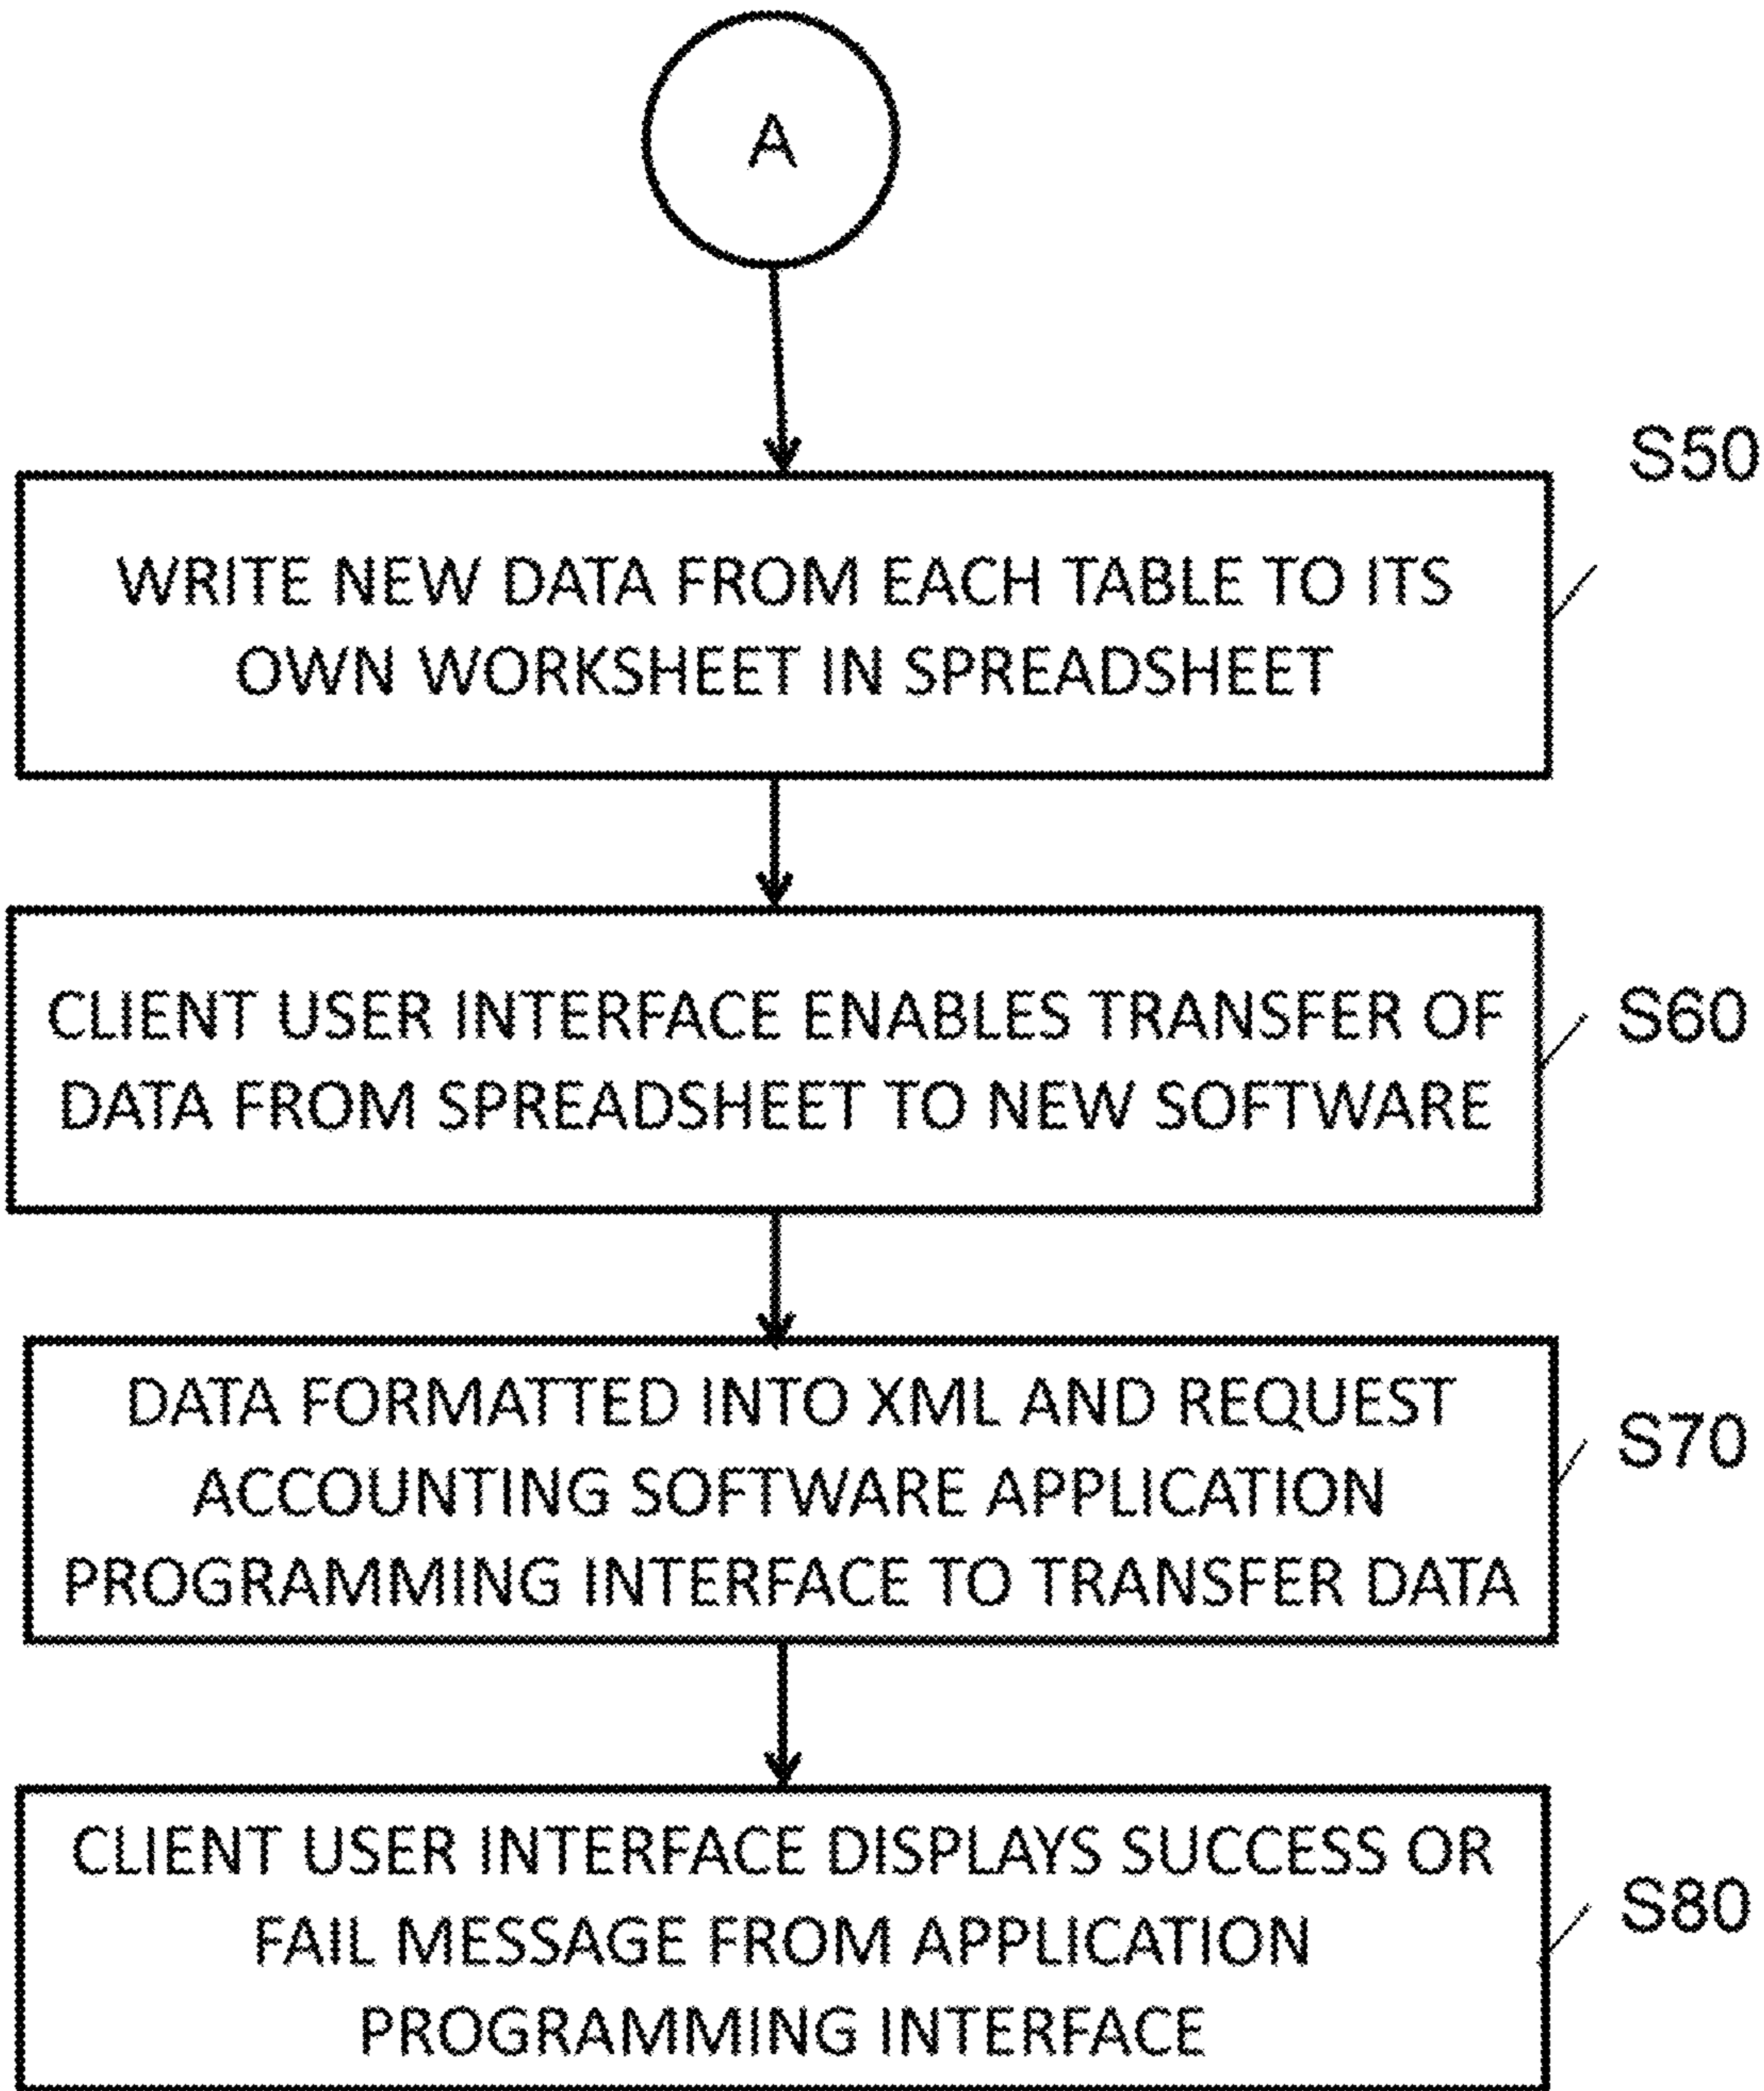 A
S50
WRITE NEW DATA FROM EACH TABLE TO ITS
OWN WORKSHEET IN SPREADSHEET
CLIENT USER INTERFACE ENABLES TRANSFER OF
DATA FROM SPREADSHEET TO NEW SOFTWARE
S60
DATA FORMATTED INTO XML AND REQUEST
ACCOUNTING SOFTWARE APPLICATION
PROGRAMMING INTERFACE TO TRANSFER DATA
S70
CLIENT USER INTERFACE DISPLAYS SUCCESS OR
FAIL MESSAGE FROM APPLICATION
PROGRAMMING INTERFACE
S80